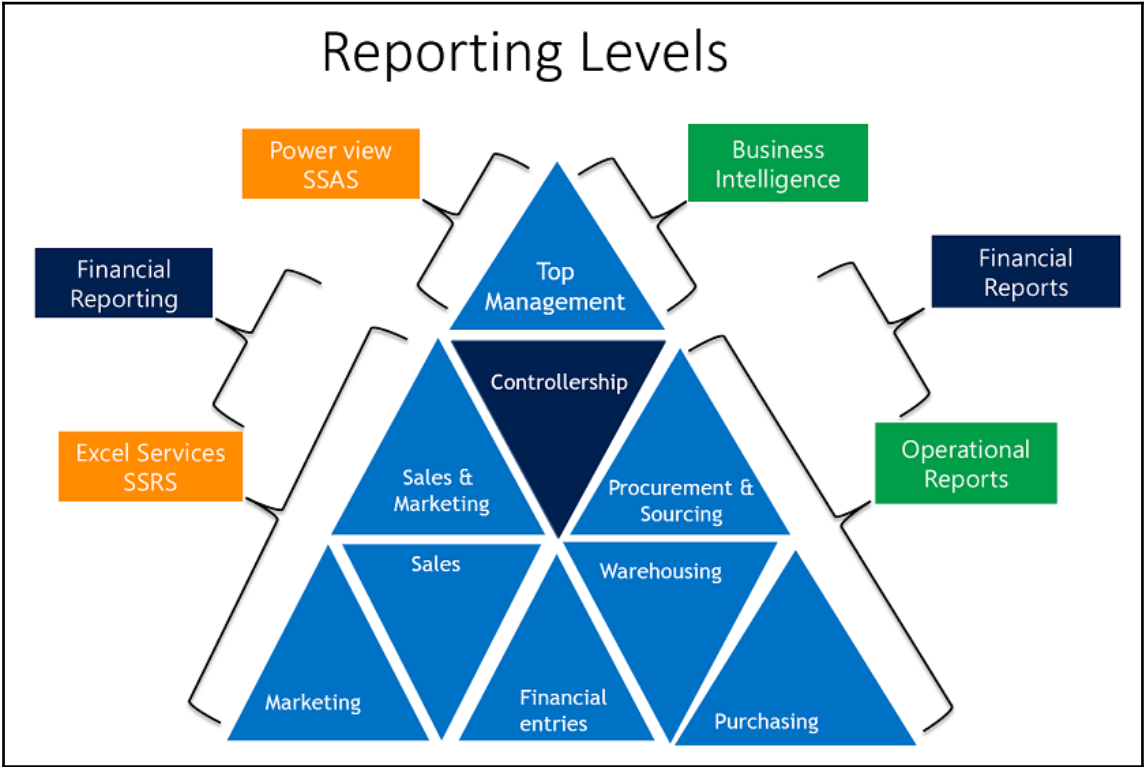 Reporting Levels
Power view
SSAS
Business
Intelligence
Financial
Reporting
Financial
Reports
Top
Management
Controllership
Excel Services
SSRS
Operational
Reports
Sales &
Marketing
Procurement &
Sourcing
Sales
Warehousing
Marketing
Financial
entries
Purchasing